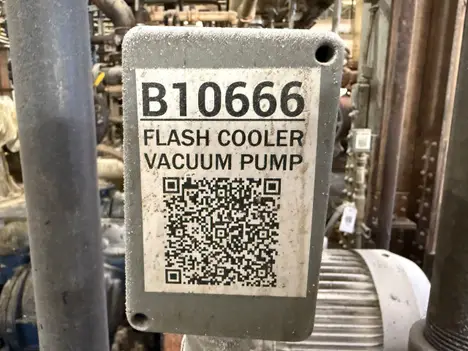 B10666
FLASH COOLER
VACUUM PUMP